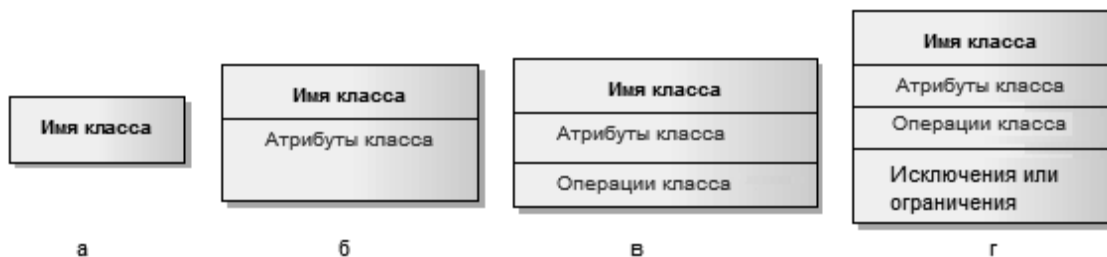 Имя класса
Имя класса
Атрибуты класса
Имя класса
Атрибуты класса
Операции класса
Имя класса
Атрибуты класса
Операции класса
Исключения или
ограничения
а
б
в
г